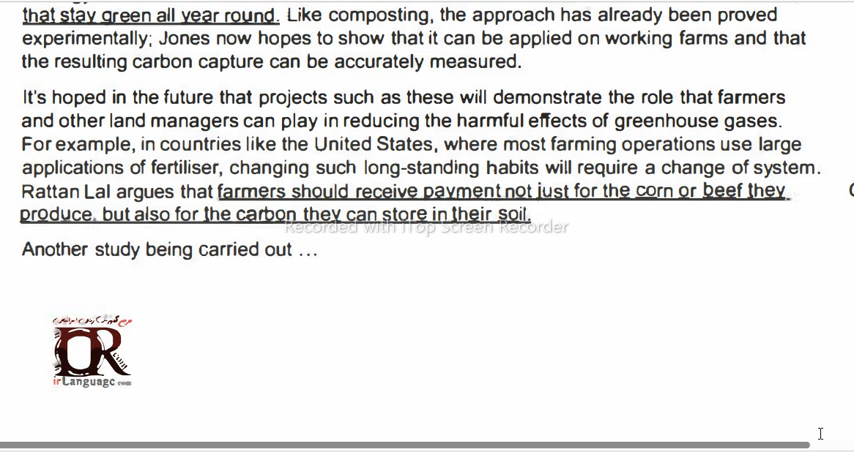 that stay green all year round. Like composting, the approach has already been proved
experimentally; Jones now hopes to show that it can be applied on working farms and that
the resulting carbon capture can be accurately measured.
It's hoped in the future that projects such as these will demonstrate the role that farmers
and other land managers can play in reducing the harmful effects of greenhouse gases.
For example, in countries like the United States, where most farming operations use large
applications of fertiliser, changing such long-standing habits will require a change of system.
Rattan Lal argues that farmers should receive payment not just for the corn or beef they
produce, but also for the carbon they can store in their soil.
Recorded with iTop Screen Recorder
Another study being carried out ...
irLanguage.com